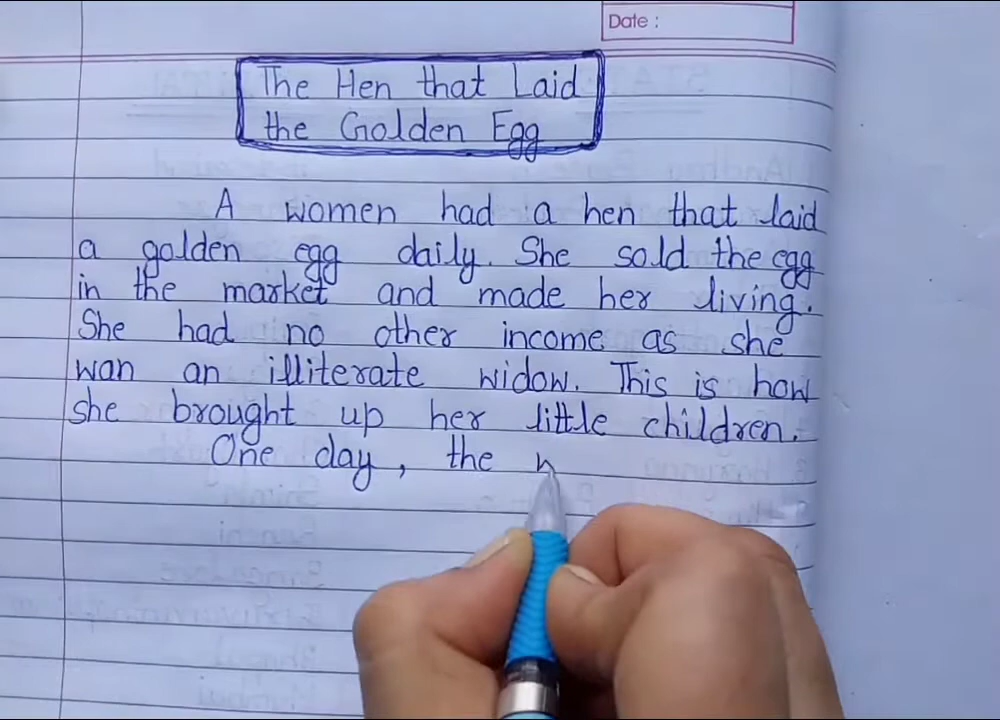 Date :
The Hen that Laid
the Golden Egg
A women had a hen that laid
a golden egg daily. She sold the egg
in the market and made her living.
She had no other income as she
wan an illiterate widow. This is how
she brought up her little children.
One day, the